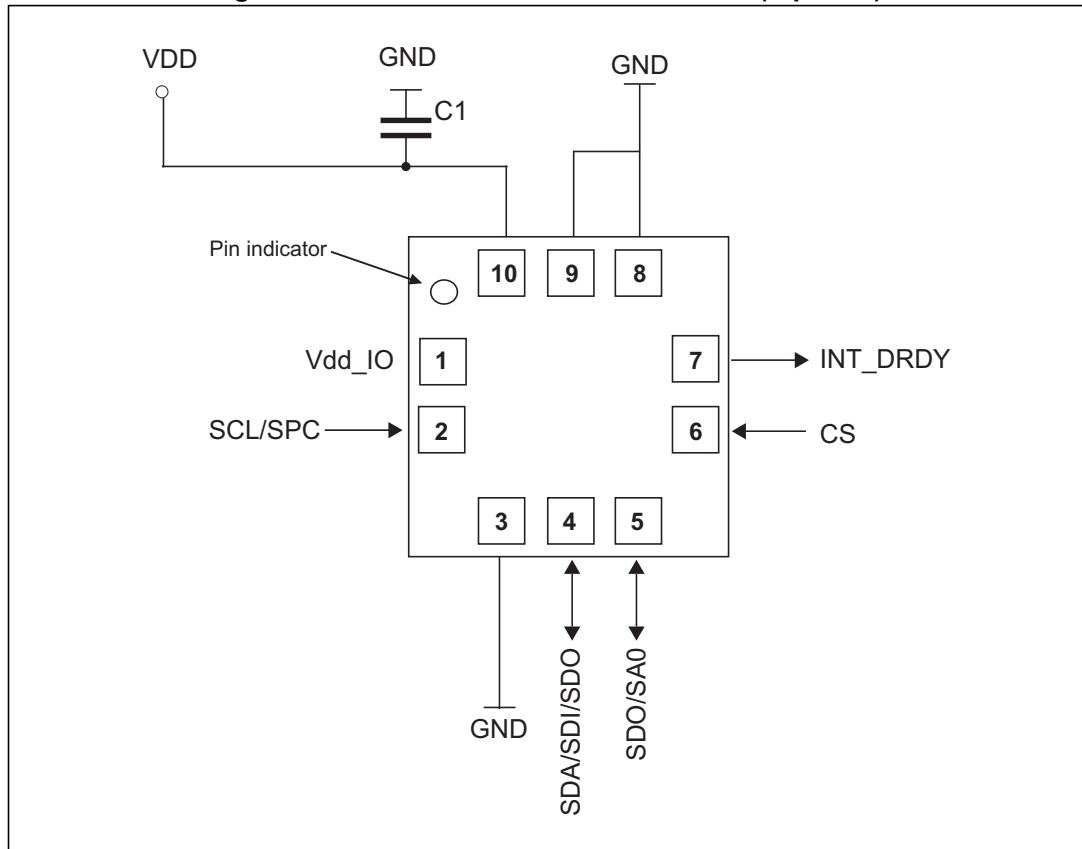 VDD
GND
GND
C1
Pin indicator
10
9
8
Vdd_IO
1
7
INT_DRDY
SCL/SPC
2
6
CS
3
4
5
GND
SDA/SDI/SDO
SDO/SA0